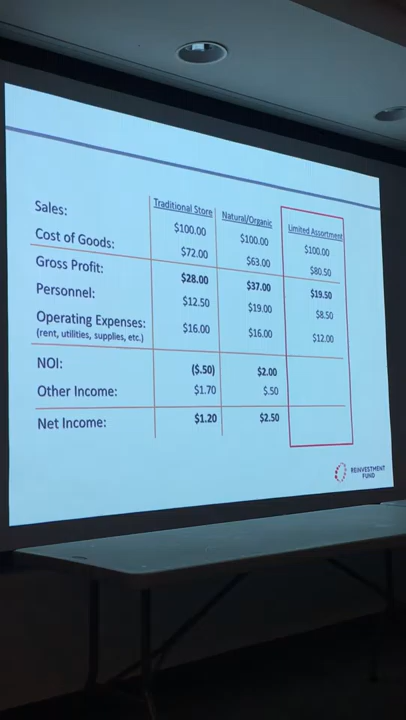 Traditional Store Natural/Organic Limited Assortment
Sales: $100.00 $100.00 $100.00
Cost of Goods: $72.00 $63.00 $80.50
Gross Profit: $28.00 $37.00 $19.50
Personnel: $12.50 $19.00 $8.50
Operating Expenses: $16.00 $16.00 $12.00
(rent, utilities, supplies, etc.)
NOI: ($.50) $2.00
Other Income: $1.70 $.50
Net Income: $1.20 $2.50
REINVESTMENT
FUND